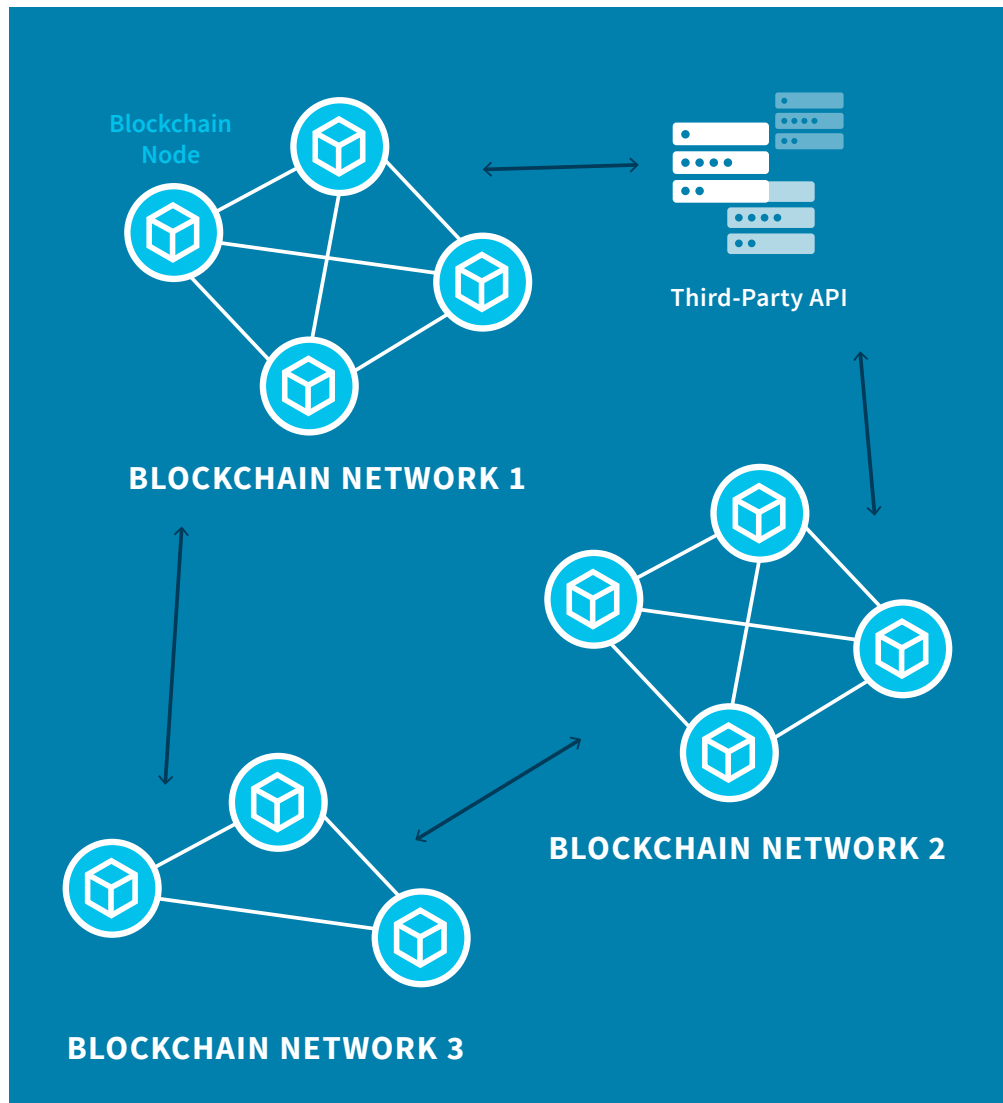 Blockchain
Node
Third-Party API
BLOCKCHAIN NETWORK 1
BLOCKCHAIN NETWORK 2
BLOCKCHAIN NETWORK 3